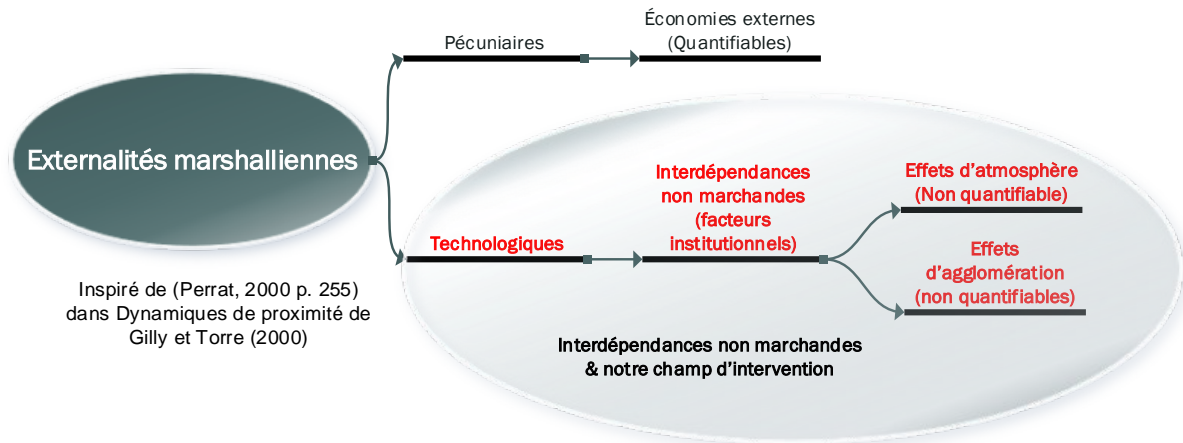 Externalités marshalliennes
Pécuniaires
Économies externes
(Quantifiables)
Technologiques
Interdépendances
non marchandes
(facteurs
institutionnels)
Effets d'atmosphère
(Non quantifiable)
Effets
d'agglomération
(non quantifiables)
Inspiré de (Perrat, 2000 p. 255)
dans Dynamiques de proximité de
Gilly et Torre (2000)
Interdépendances non marchandes
& notre champ d'intervention